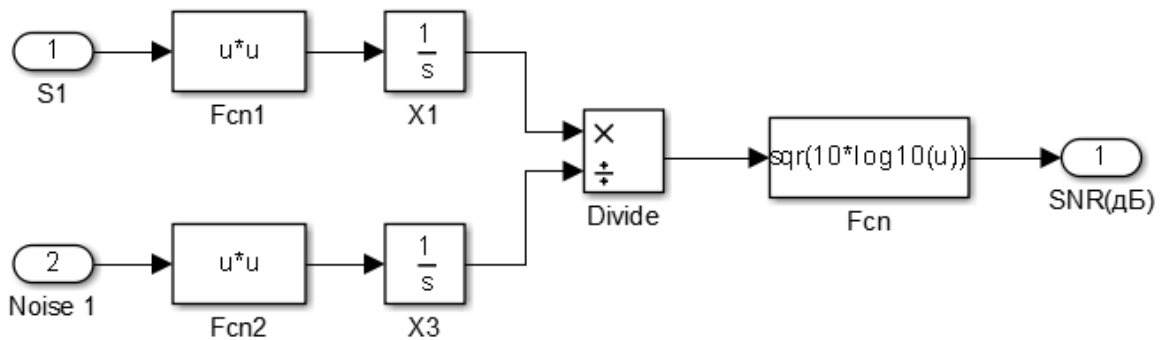 1
S1
u*u
Fcn1
1
s
X1
×
÷
Divide
sqr(10*log10(u))
Fcn
1
SNR(дБ)
2
Noise 1
u*u
Fcn2
1
s
X3